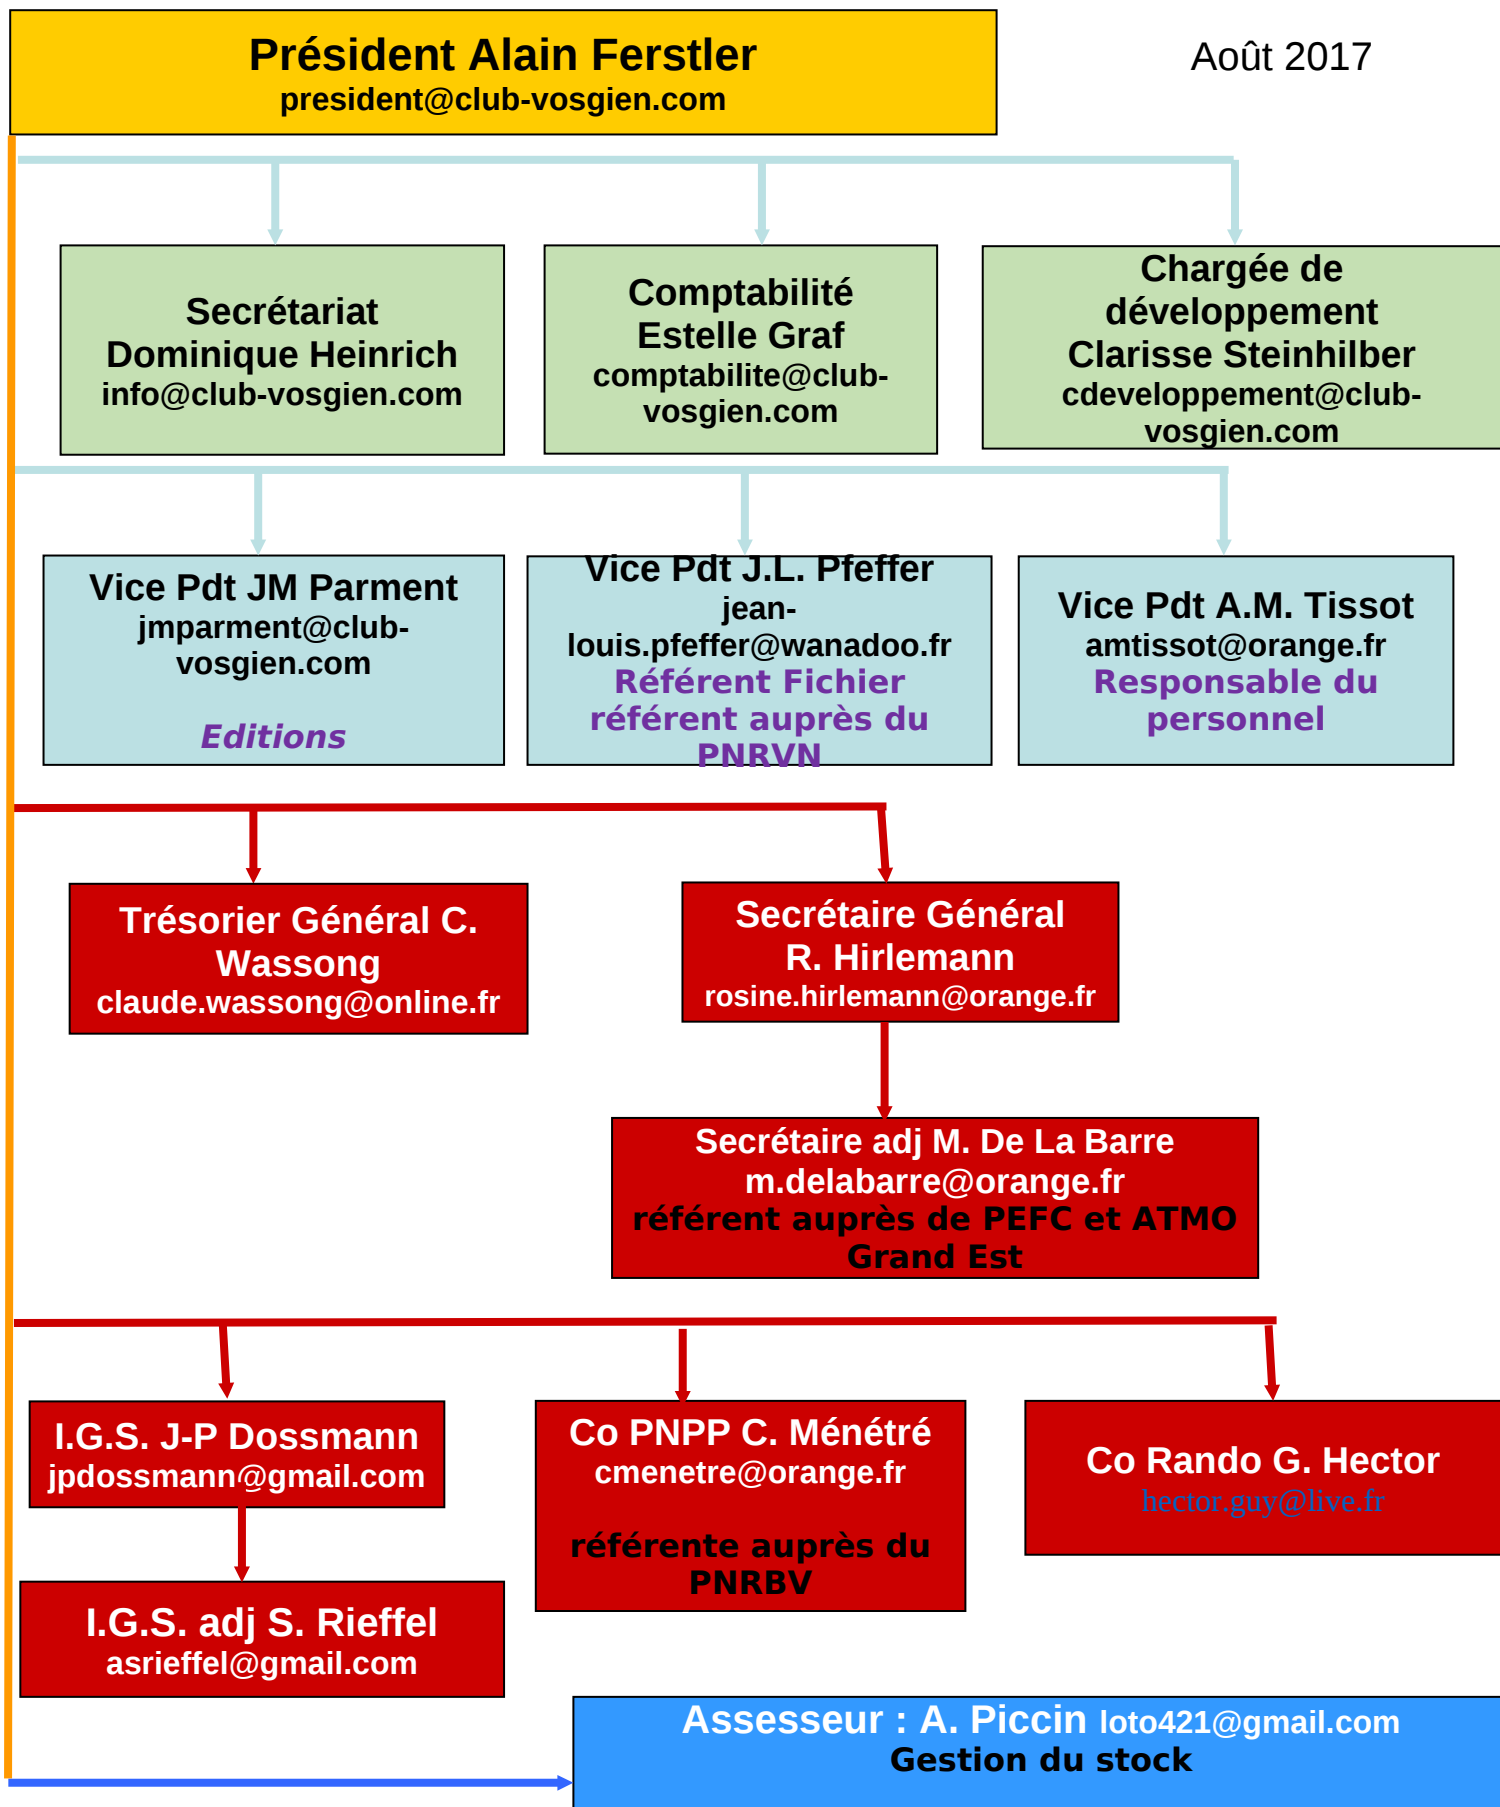 Président Alain Ferstler
president@club-vosgien.com
Août 2017
Secrétariat
Dominique Heinrich
info@club-vosgien.com
Comptabilité
Estelle Graf
comptabilite@club-
vosgien.com
Chargée de
développement
Clarisse Steinhilber
cdeveloppement@club-
vosgien.com
Vice Pdt JM Parment
jmparment@club-
vosgien.com
Editions
Vice Pdt J.L. Pfeffer
jean-
louis.pfeffer@wanadoo.fr
Référent Fichier
référent auprès du
PNRVN
Vice Pdt A.M. Tissot
amtissot@orange.fr
Responsable du
personnel
Trésorier Général C.
Wassong
claude.wassong@online.fr
Secrétaire Général
R. Hirlemann
rosine.hirlemann@orange.fr
Secrétaire adj M. De La Barre
m.delabarre@orange.fr
référent auprès de PEFC et ATMO
Grand Est
I.G.S. J-P Dossmann
jpdossmann@gmail.com
Co PNPP C. Ménétré
cmenetre@orange.fr
référente auprès du
PNRBV
Co Rando G. Hector
hector.guy@live.fr
I.G.S. adj S. Rieffel
asrieffel@gmail.com
Assesseur : A. Piccin loto421@gmail.com
Gestion du stock